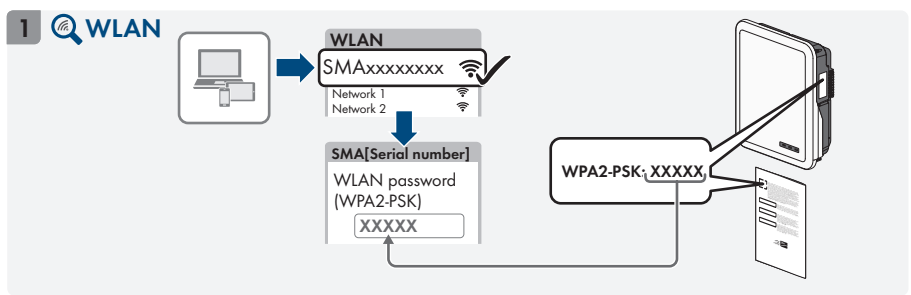 1 WLAN
WLAN
SMAxxxxxxxx
Network 1
Network 2
SMA[Serial number]
WLAN password
(WPA2-PSK)
XXXXX
WPA2-PSK: XXXXX